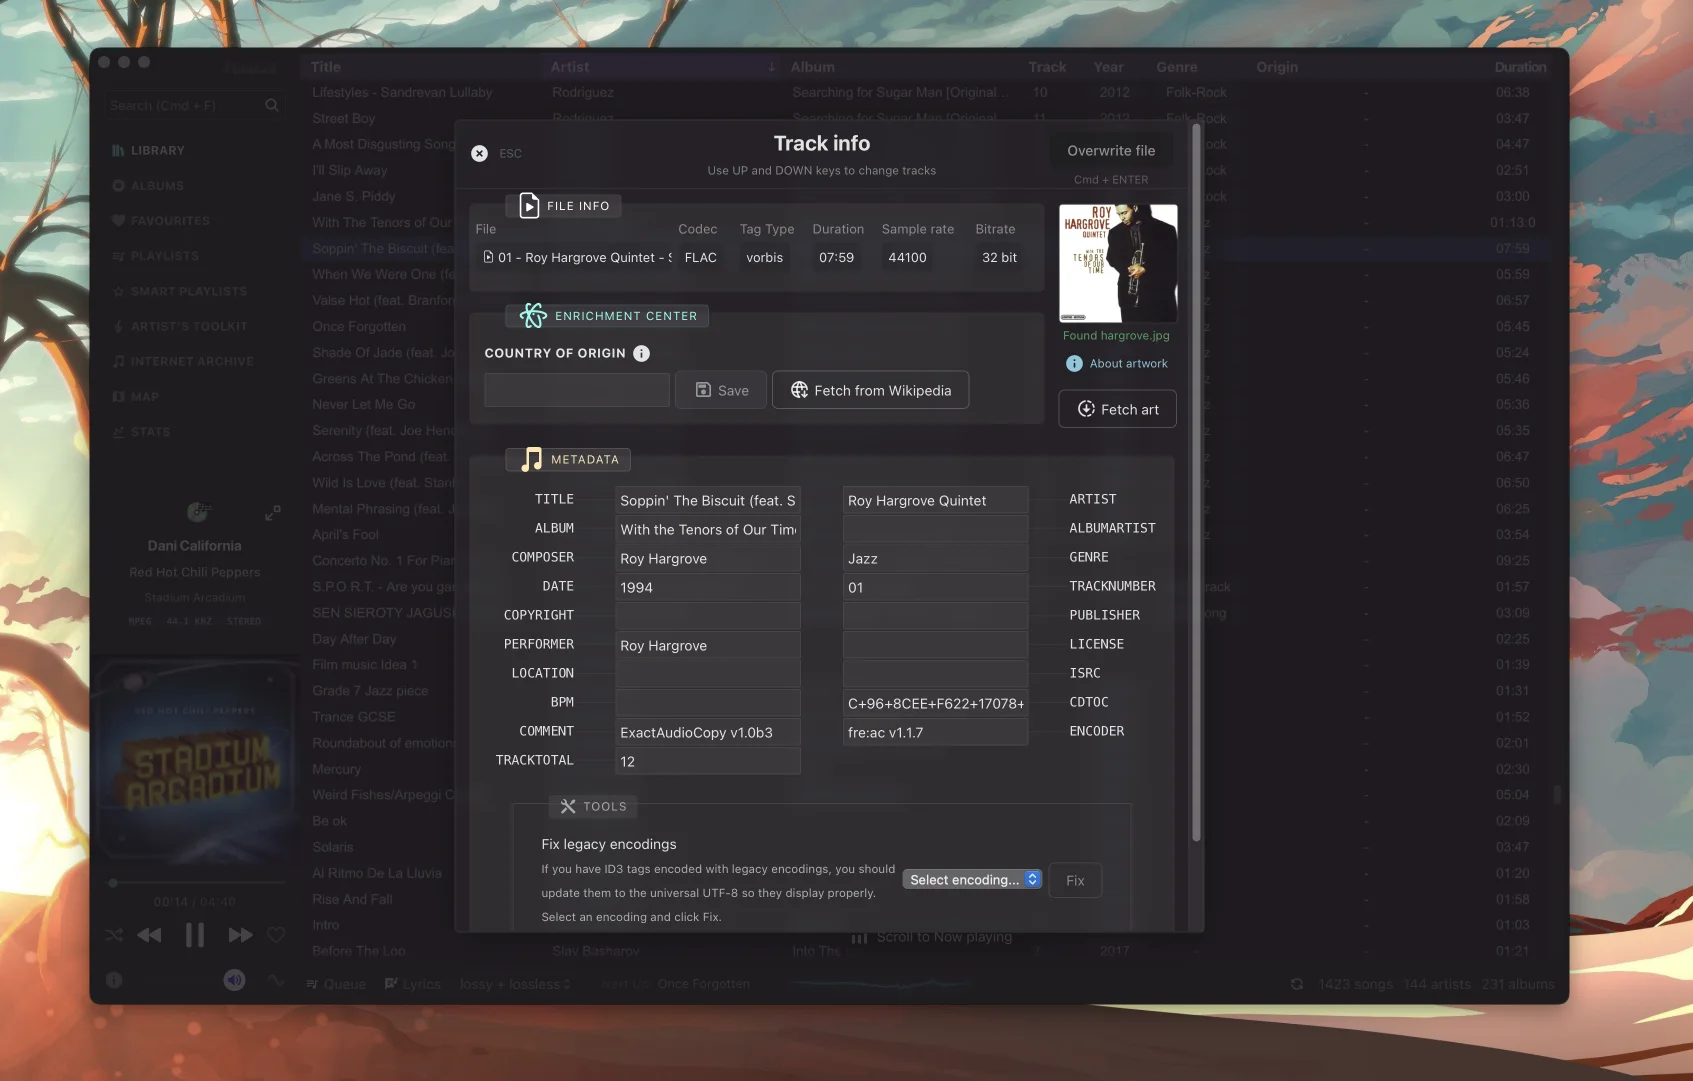 Title Artist ↓ Album Track Year Genre Origin Duration
Search (Cmd + F)
LIBRARY
ALBUMS
FAVOURITES
PLAYLISTS
SMART PLAYLISTS
ARTIST'S TOOLKIT
INTERNET ARCHIVE
MAP
STATS
Dani California
Red Hot Chili Peppers
Stadium Arcadium
MPEG 44.1 KHZ STEREO
RED HOT CHILI PEPPERS
STADIUM
ARCADIUM
00:14 / 04:40
Lifestyles - Sandrevan Lullaby Rodriguez Searching for Sugar Man [Original... 10 2012 Folk-Rock - 06:38
Street Boy Rodriguez Searching for Sugar Man [Original 11 2012 Folk-Rock - 03:47
A Most Disgusting Song ock - 04:47
I'll Slip Away ock - 02:51
Jane S. Piddy ock - 03:00
With The Tenors of Our - 01:13:0
Soppin' The Biscuit (fea - 07:59
When We Were One (fe - 05:59
Valse Hot (feat. Branfor - 06:57
Once Forgotten - 05:45
Shade Of Jade (feat. Jo - 05:24
Greens At The Chicken - 05:46
Never Let Me Go - 05:36
Serenity (feat. Joe Hend - 05:35
Across The Pond (feat. - 06:47
Wild Is Love (feat. Stanl - 06:50
Mental Phrasing (feat. J - 06:25
April's Fool - 03:54
Concerto No. 1 For Pian - 09:25
S.P.O.R.T. - Are you gam rack - 01:57
SEN SIEROTY JAGUSI ong - 03:09
Day After Day - 02:25
Film music Idea 1 - 01:39
Grade 7 Jazz piece - 01:31
Trance GCSE - 01:52
Roundabout of emotion - 02:01
Mercury - 02:30
Weird Fishes/Arpeggi C - 05:04
Be ok - 02:09
Solaris - 03:47
Al Ritmo De La Lluvia - 01:20
Rise And Fall - 01:58
Intro - 01:03
Before The Loo Slav Basharov Into The 2 2017 - - 01:21
ESC
Track info
Use UP and DOWN keys to change tracks
Overwrite file
Cmd + ENTER
FILE INFO
File Codec Tag Type Duration Sample rate Bitrate
01 - Roy Hargrove Quintet - S FLAC vorbis 07:59 44100 32 bit
ROY
HARGROVE
QUINTET
WITH THE
TENORS
OF OUR
TIME
Found hargrove.jpg
About artwork
Fetch art
ENRICHMENT CENTER
COUNTRY OF ORIGIN
Save
Fetch from Wikipedia
METADATA
TITLE Soppin' The Biscuit (feat. S Roy Hargrove Quintet ARTIST
ALBUM With the Tenors of Our Time ALBUMARTIST
COMPOSER Roy Hargrove Jazz GENRE
DATE 1994 01 TRACKNUMBER
COPYRIGHT PUBLISHER
PERFORMER Roy Hargrove LICENSE
LOCATION ISRC
BPM C+96+8CEE+F622+17078+ CDTOC
COMMENT ExactAudioCopy v1.0b3 fre:ac v1.1.7 ENCODER
TRACKTOTAL 12
TOOLS
Fix legacy encodings
If you have ID3 tags encoded with legacy encodings, you should
update them to the universal UTF-8 so they display properly.
Select an encoding and click Fix.
Select encoding...
Fix
Scroll to Now playing
Queue Lyrics lossy + lossless Next Up: Once Forgotten 1423 songs 144 artists 231 albums